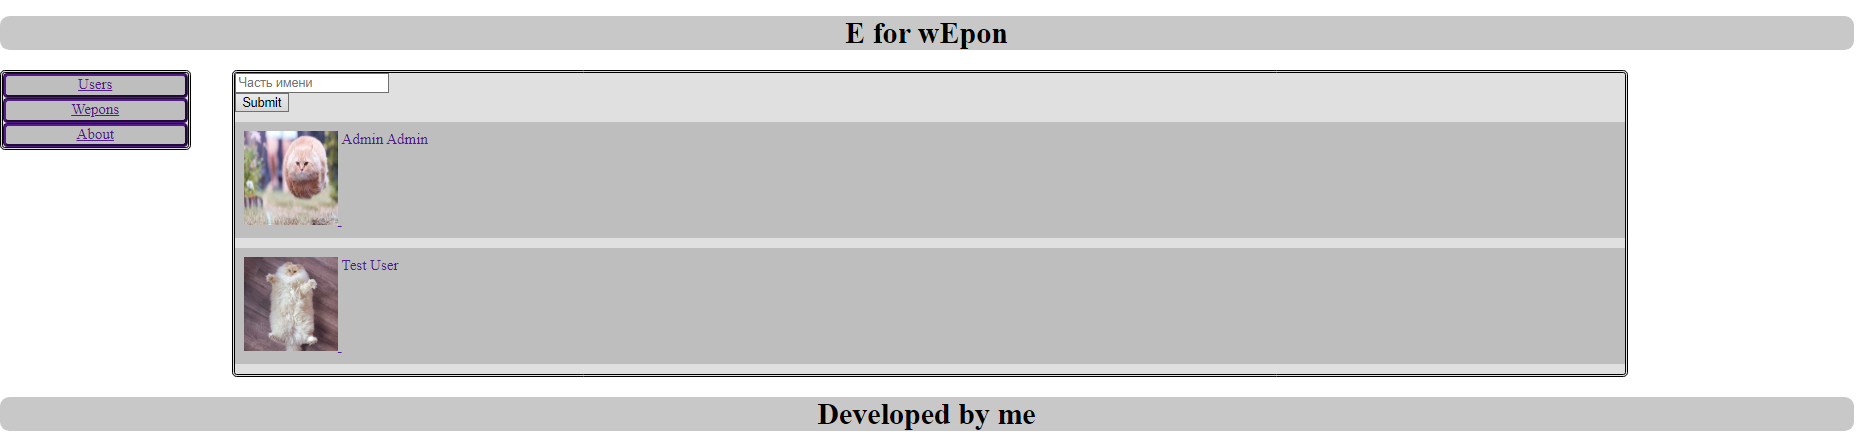 E for wEpon
Users
Wepons
About
Часть имени
Submit
Admin Admin
Test User
Developed by me